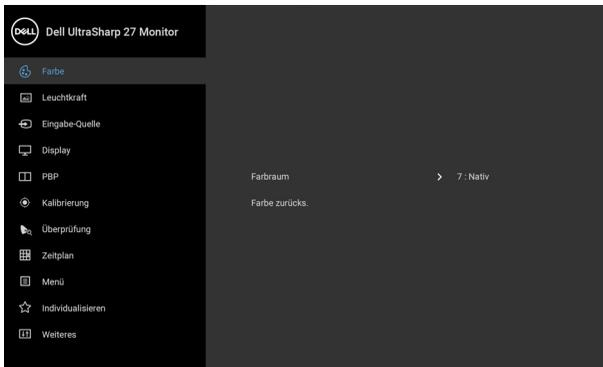 DELL Dell UltraSharp 27 Monitor
Farbe
Leuchtkraft
Eingabe-Quelle
Display
PBP
Farbraum 7 : Nativ
Kalibrierung
Farbe zurücks.
Überprüfung
Zeitplan
Menü
Individualisieren
Weiteres